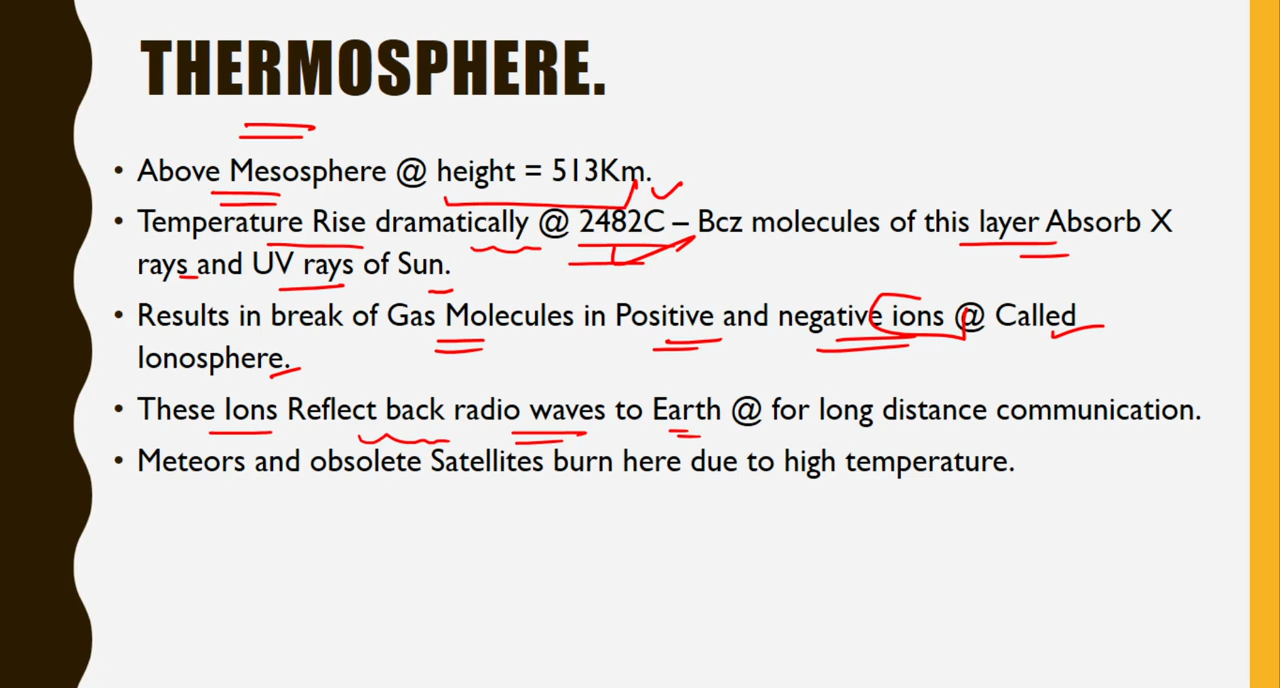 THERMOSPHERE.
• Above Mesosphere @ height = 513Km.
• Temperature Rise dramatically @ 2482C – Bcz molecules of this layer Absorb X
rays and UV rays of Sun.
• Results in break of Gas Molecules in Positive and negative ions @ Called
Ionosphere.
• These Ions Reflect back radio waves to Earth @ for long distance communication.
• Meteors and obsolete Satellites burn here due to high temperature.